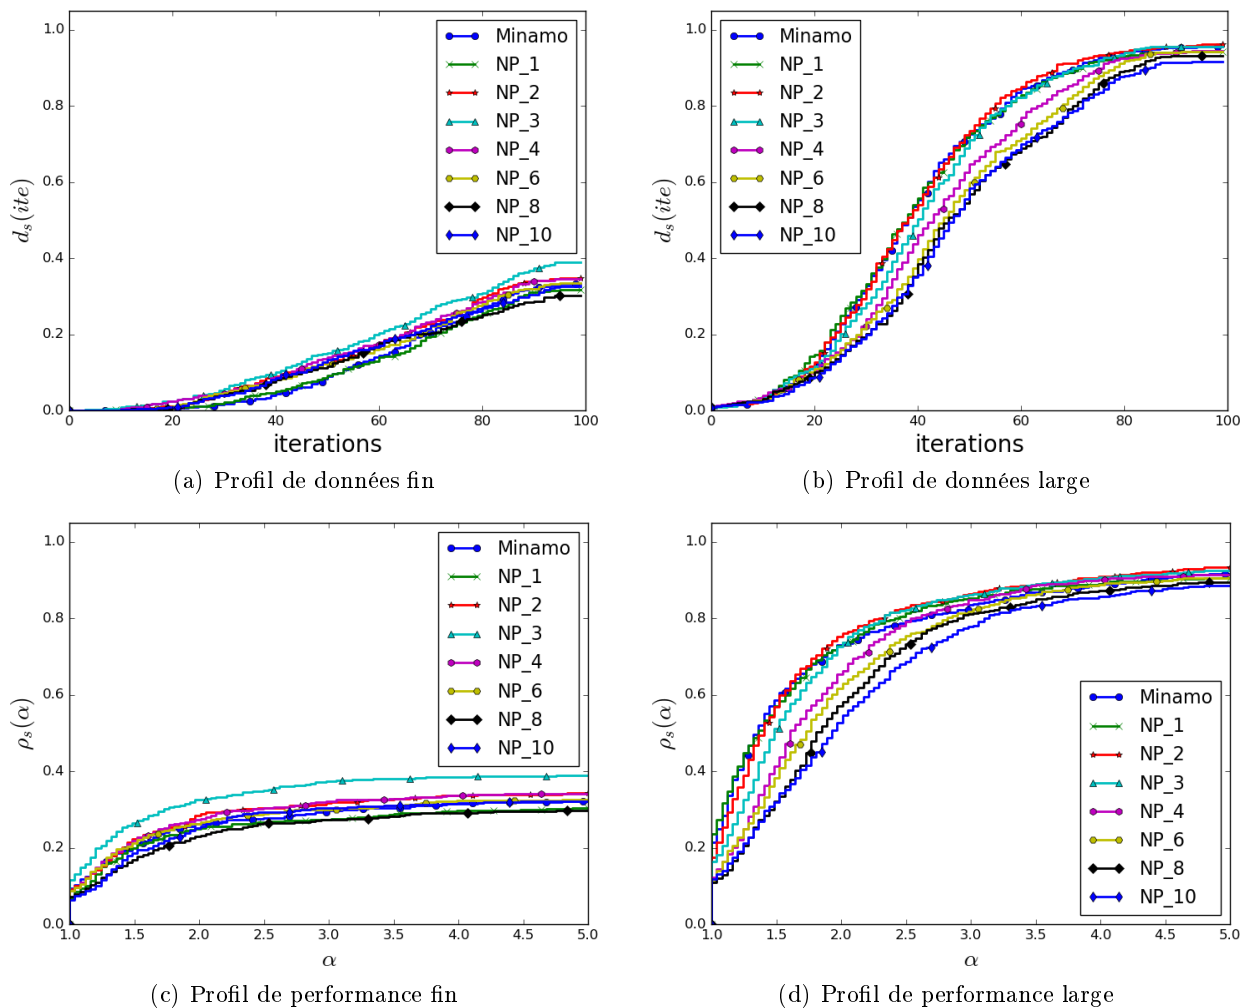 1.0
0.8
0.6
0.4
0.2
0.0
d_s(ite)
Minamo
NP_1
NP_2
NP_3
NP_4
NP_6
NP_8
NP_10
0 20 40 60 80 100
iterations
(a) Profil de données fin
1.0
0.8
0.6
0.4
0.2
0.0
d_s(ite)
Minamo
NP_1
NP_2
NP_3
NP_4
NP_6
NP_8
NP_10
0 20 40 60 80 100
iterations
(b) Profil de données large
1.0
0.8
0.6
0.4
0.2
0.0
ρ_s(α)
Minamo
NP_1
NP_2
NP_3
NP_4
NP_6
NP_8
NP_10
1.0 1.5 2.0 2.5 3.0 3.5 4.0 4.5 5.0
α
(c) Profil de performance fin
1.0
0.8
0.6
0.4
0.2
0.0
ρ_s(α)
Minamo
NP_1
NP_2
NP_3
NP_4
NP_6
NP_8
NP_10
1.0 1.5 2.0 2.5 3.0 3.5 4.0 4.5 5.0
α
(d) Profil de performance large